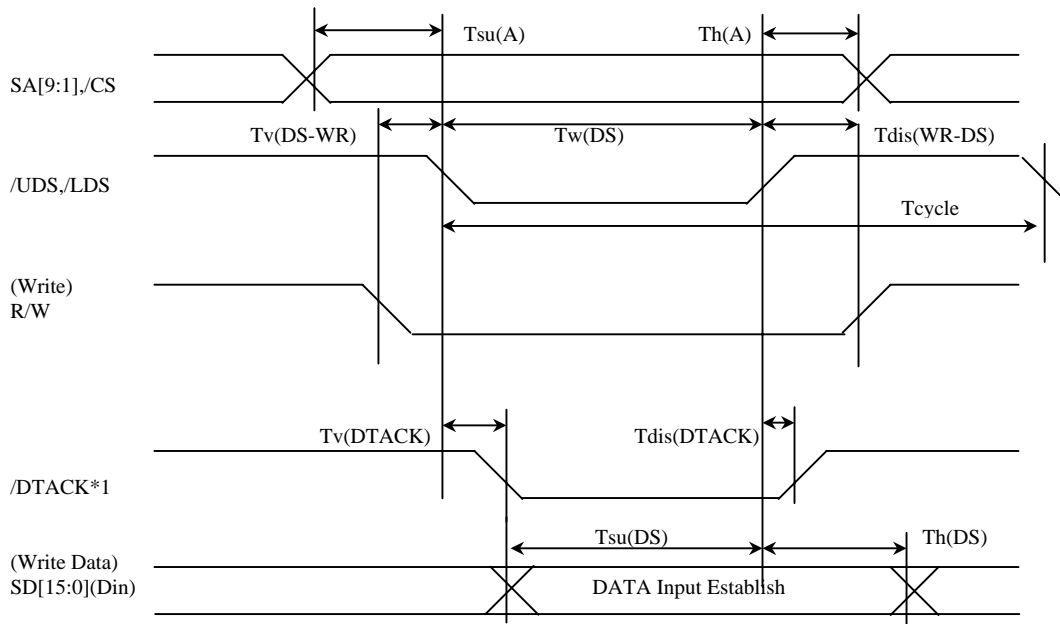 Tsu(A) Th(A)
SA[9:1],/CS
Tv(DS-WR) Tw(DS) Tdis(WR-DS)
/UDS,/LDS
Tcycle
(Write)
R/W
Tv(DTACK) Tdis(DTACK)
/DTACK*1
Tsu(DS) Th(DS)
(Write Data)
SD[15:0](Din) DATA Input Establish